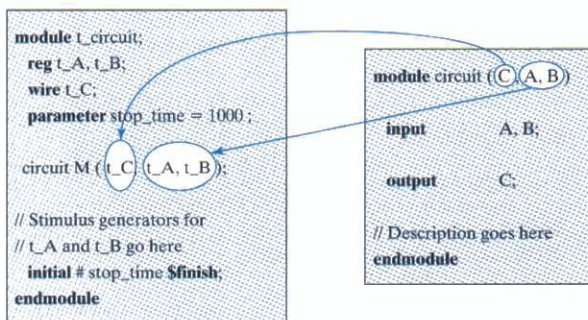 module t_circuit;
reg t_A, t_B;
wire t_C;
parameter stop_time = 1000 ;
circuit M ( t_C, t_A, t_B);
// Stimulus generators for
// t_A and t_B go here
initial # stop_time $finish;
endmodule
module circuit ( C, A, B)
input A, B;
output C;
// Description goes here
endmodule